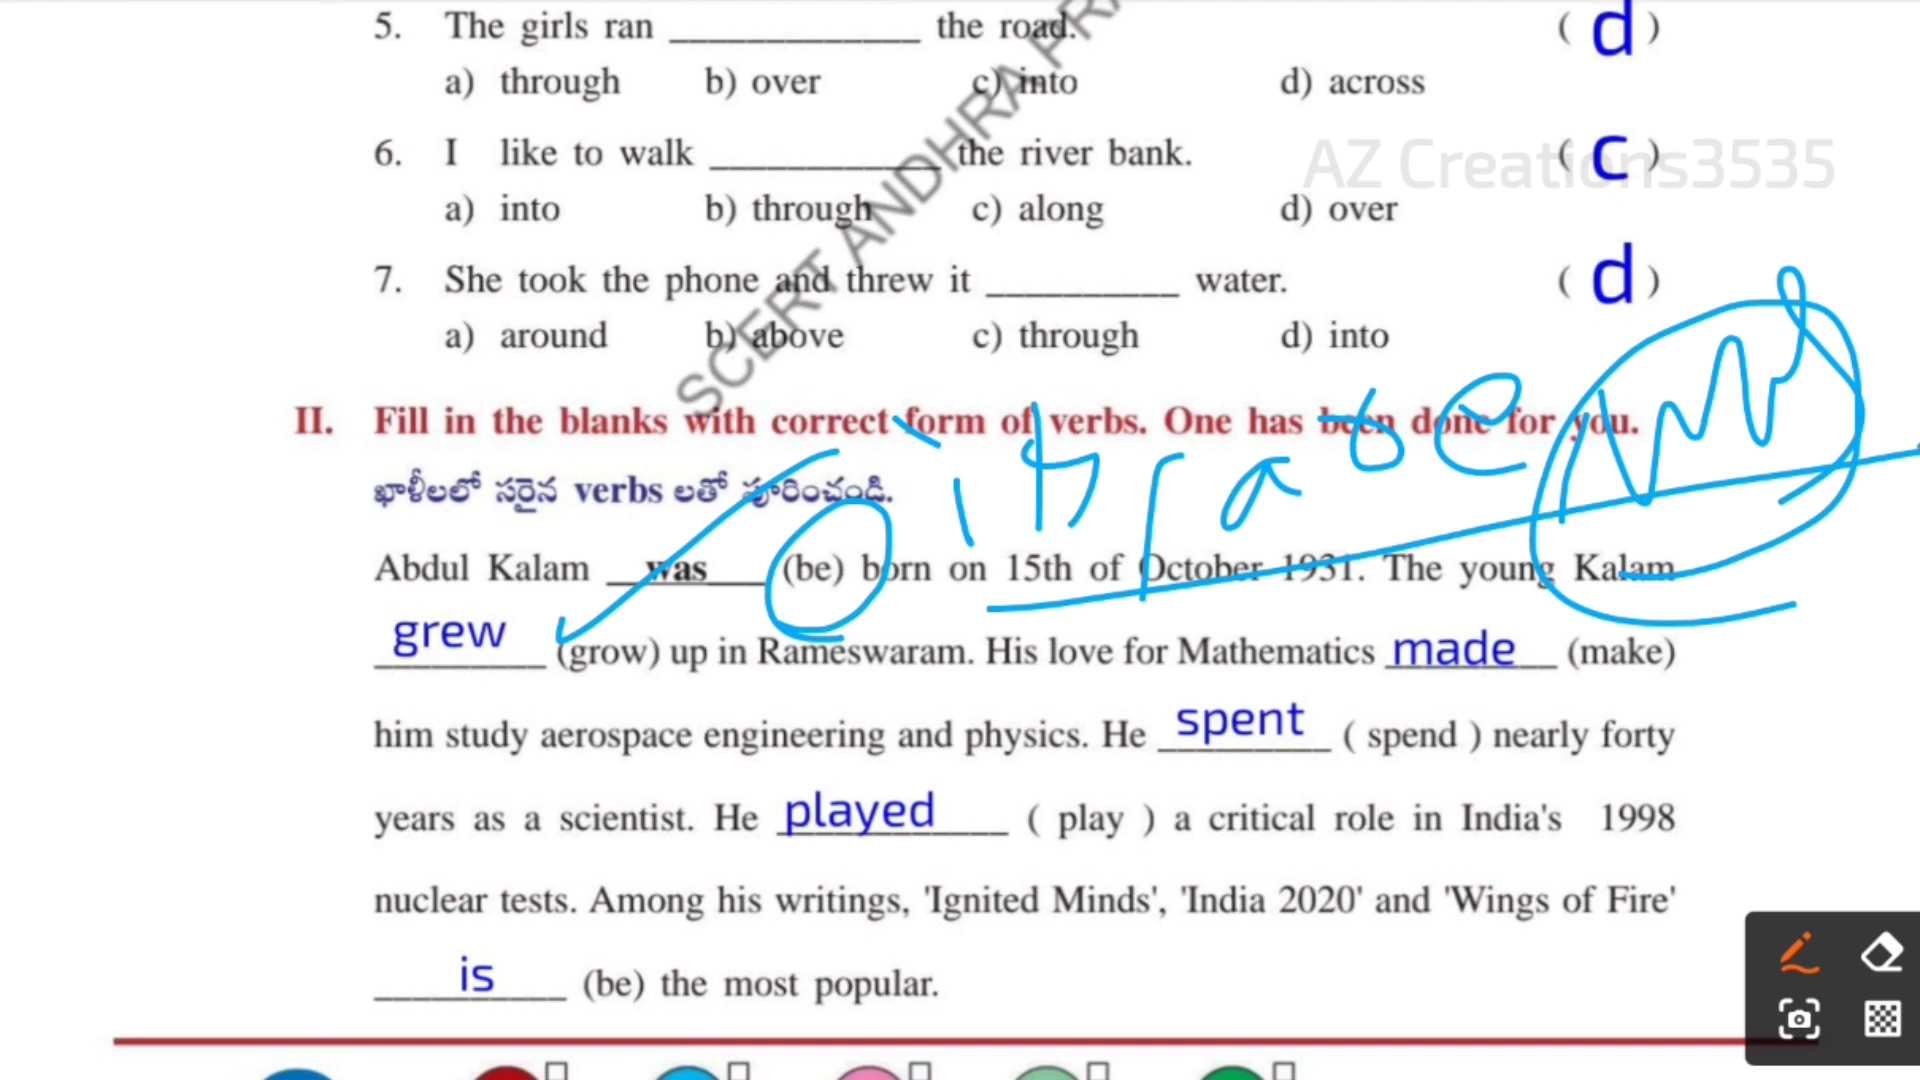 5. The girls ran _____________ the road. ( d )
a) through b) over c) into d) across
6. I like to walk ____________ the river bank. ( c )
a) into b) through c) along d) over
7. She took the phone and threw it __________ water. ( d )
a) around b) above c) through d) into
II. Fill in the blanks with correct form of verbs. One has been done for you.
ఖాళీలలో సరైన verbs లతో పూరించండి.
Abdul Kalam __was___ (be) born on 15th of October 1931. The young Kalam
grew (grow) up in Rameswaram. His love for Mathematics made (make)
him study aerospace engineering and physics. He spent ( spend ) nearly forty
years as a scientist. He played ( play ) a critical role in India's 1998
nuclear tests. Among his writings, 'Ignited Minds', 'India 2020' and 'Wings of Fire'
is (be) the most popular.
AZ Creations3535
SCERT ANDHRA PRA